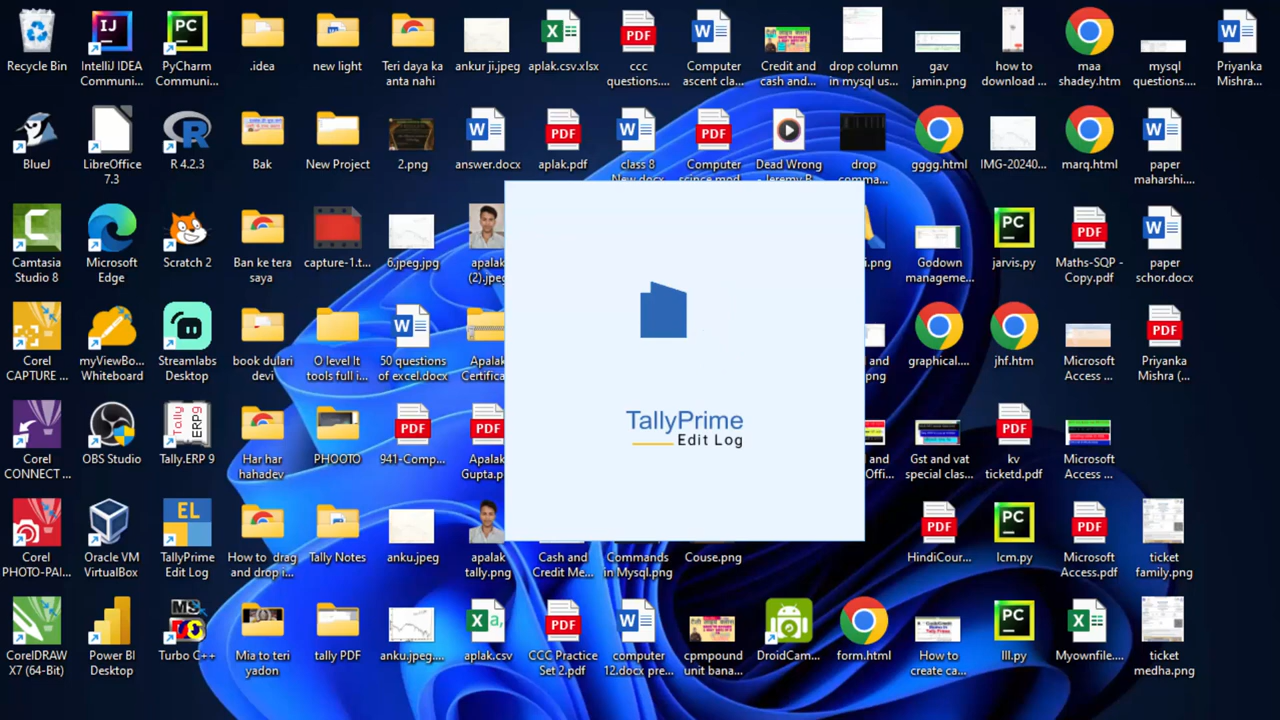 Recycle Bin
IntelliJ IDEA
Communi...
PyCharm
Communi...
.idea
new light
Teri daya ka
anta nahi
ankur ji.jpeg
aplak.csv.xlsx
ccc
questions....
Computer
ascent cla...
Credit and
cash and...
drop column
in mysql us...
gav
jamin.png
how to
download ...
maa
shadey.htm
mysql
questions....
Priyanka
Mishra...
BlueJ
LibreOffice
7.3
R 4.2.3
Bak
New Project
2.png
answer.docx
aplak.pdf
class 8
New.docx
Computer
Dead Wrong
drop
comma...
gggg.html
IMG-20240...
marq.html
paper
maharshi....
Camtasia
Studio 8
Microsoft
Edge
Scratch 2
Ban ke tera
saya
capture-1.t...
6.jpeg.jpg
apalak
(2).jpeg
Godown
manageme...
jarvis.py
Maths-SQP -
Copy.pdf
paper
schor.docx
Corel
CAPTURE ...
myViewBo...
Whiteboard
Streamlabs
Desktop
book dulari
devi
O level It
tools full i...
50 questions
of excel.docx
Apalak
Certifica
graphical....
jhf.htm
Microsoft
Access ...
Priyanka
Mishra (...
TallyPrime
Edit Log
Corel
CONNECT ...
OBS Studio
Tally.ERP 9
Har har
hahadev
PHOOTO
941-Comp...
Apalak
Gupta.p
Gst and vat
special clas...
kv
ticketd.pdf
Microsoft
Access ...
Corel
PHOTO-PAI...
Oracle VM
VirtualBox
EL
TallyPrime
Edit Log
How to drag
and drop i...
Tally Notes
anku.jpeg
apalak
tally.png
Cash and
Credit Me...
Commands
in Mysql.png
Couse.png
HindiCour...
lcm.py
Microsoft
Access.pdf
ticket
family.png
CorelDRAW
X7 (64-Bit)
Power BI
Desktop
Turbo C++
Mia to teri
yadon
tally PDF
anku.jpeg....
aplak.csv
CCC Practice
Set 2.pdf
computer
12.docx pre...
cpmpound
unit bana...
DroidCam...
form.html
How to
create ca...
lll.py
Myownfile....
ticket
medha.png